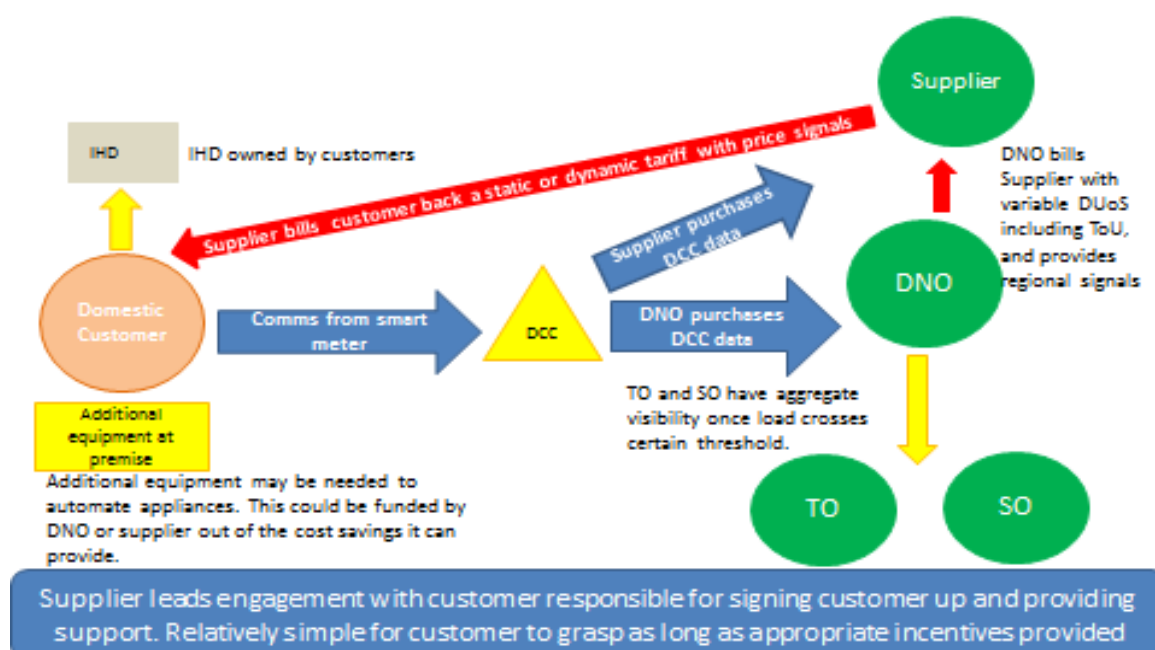 Supplier
IHD
IHD owned by customers
Supplier bills customer back a static or dynamic tariff with price signals
DNO bills
Supplier with
variable DUoS
including ToU,
and provides
regional signals
Supplier purchases
DCC data
DNO
Domestic
Customer
Comms from smart
meter
DCC
DNO purchases
DCC data
TO and SO have aggregate
visibility once load crosses
certain threshold.
Additional
equipment at
premise
Additional equipment may be needed to
automate appliances. This could be funded by
DNO or supplier out of the cost savings it can
provide.
TO
SO
Supplier leads engagement with customer responsible for signing customer up and providing
support. Relatively simple for customer to grasp as long as appropriate incentives provided